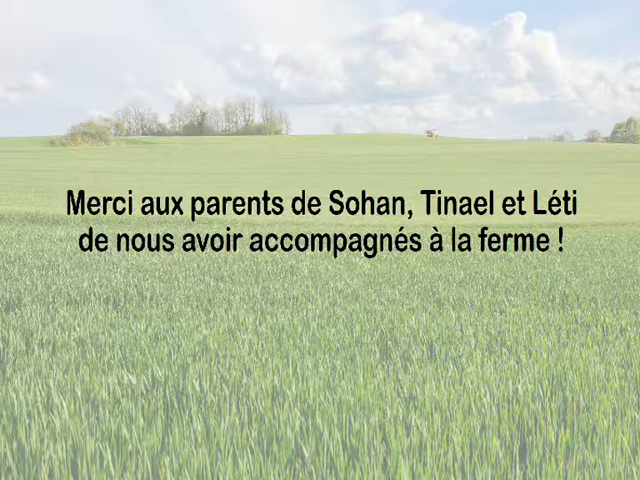 Merci aux parents de Sohan, Tinael et Léti
de nous avoir accompagnés à la ferme !